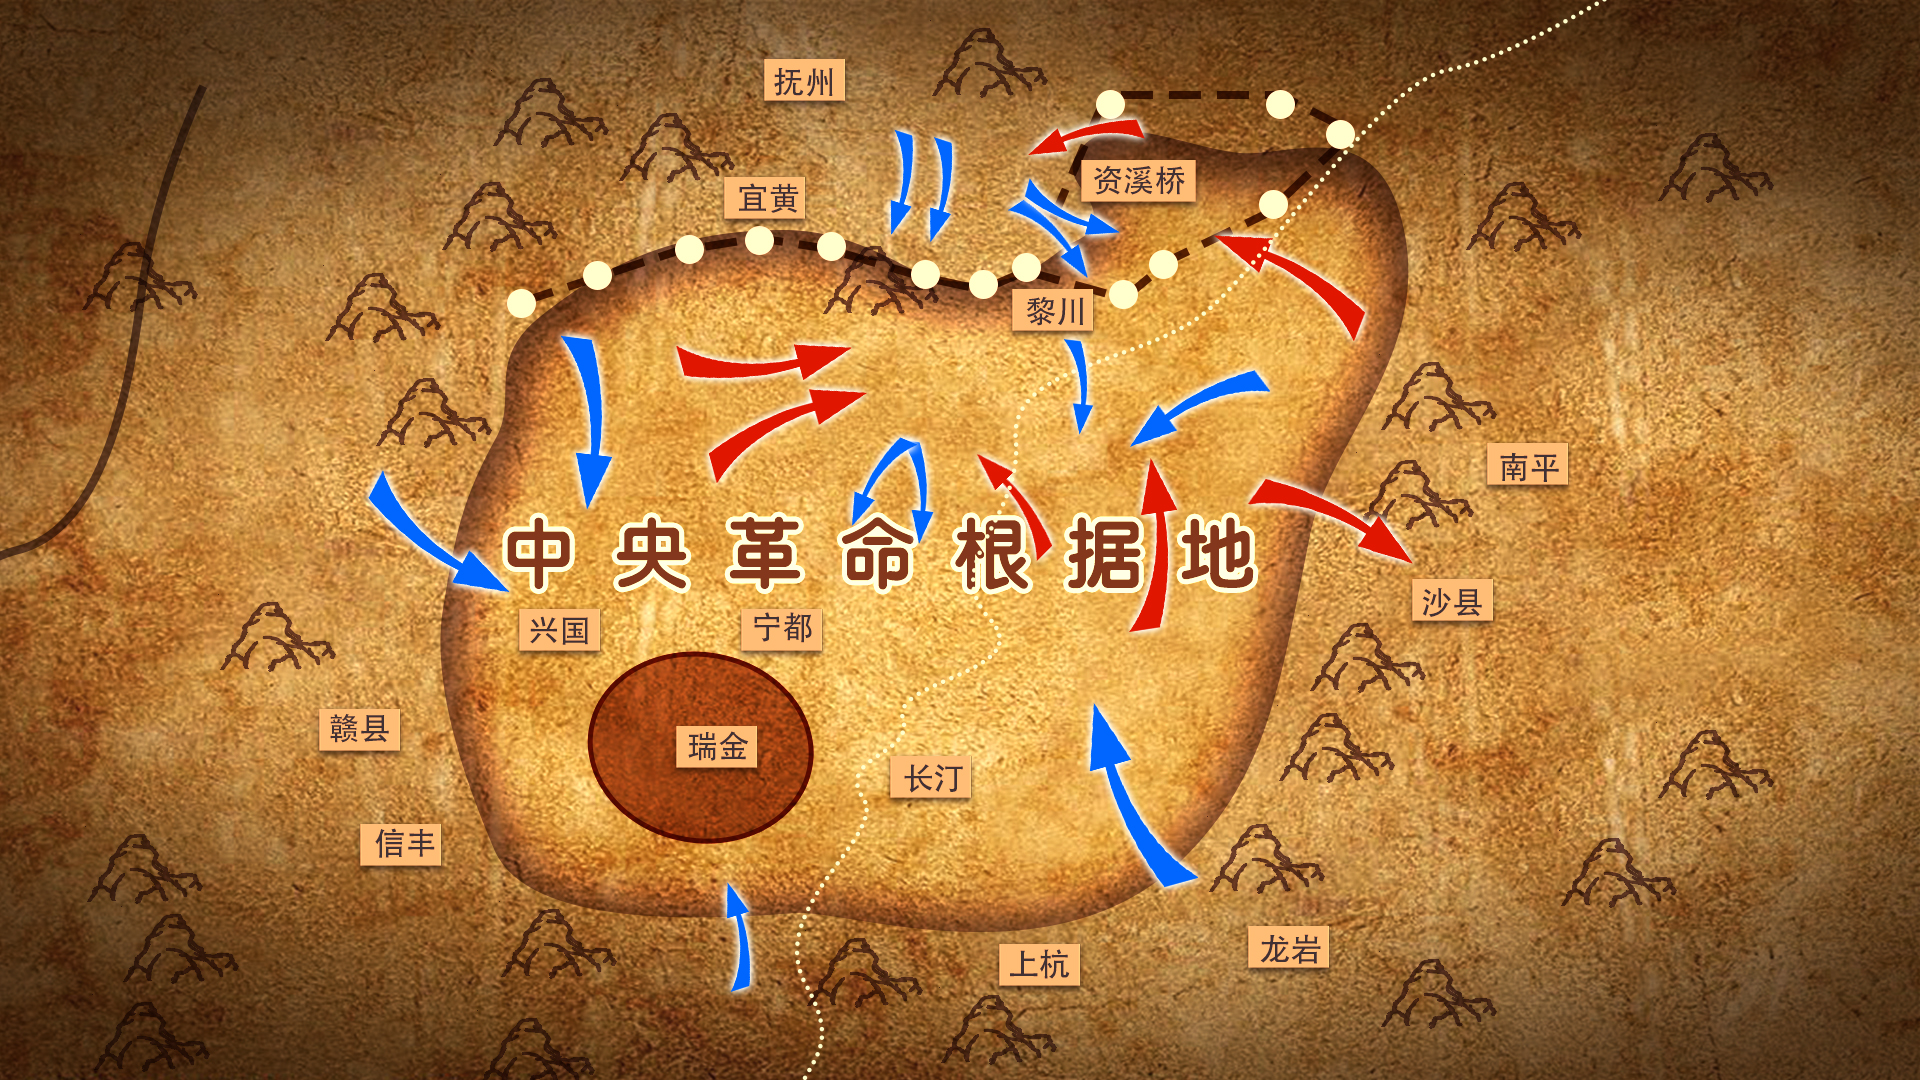 抚州
资溪桥
宜黄
黎川
南平
中央革命根据地
沙县
兴国
宁都
赣县
瑞金
长汀
信丰
龙岩
上杭